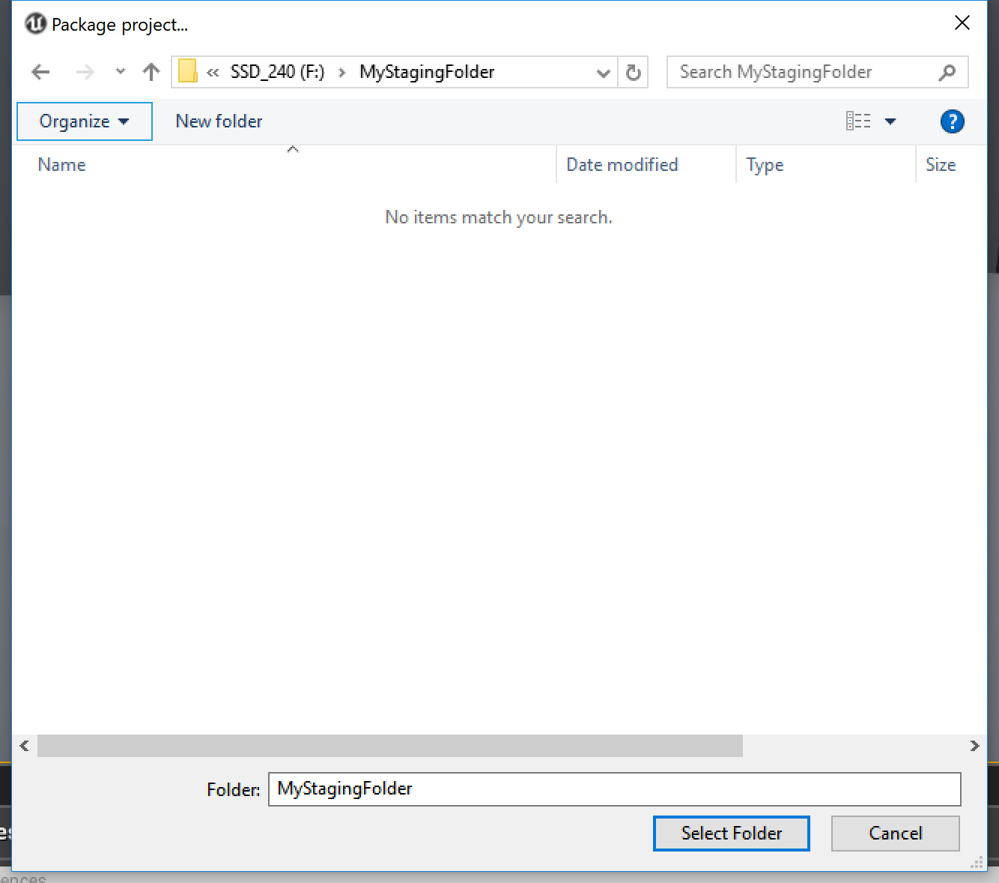 Package project...
« SSD_240 (F:) > MyStagingFolder
Search MyStagingFolder
Organize
New folder
?
Name
Date modified
Type
Size
No items match your search.
Folder: MyStagingFolder
Select Folder
Cancel
ences